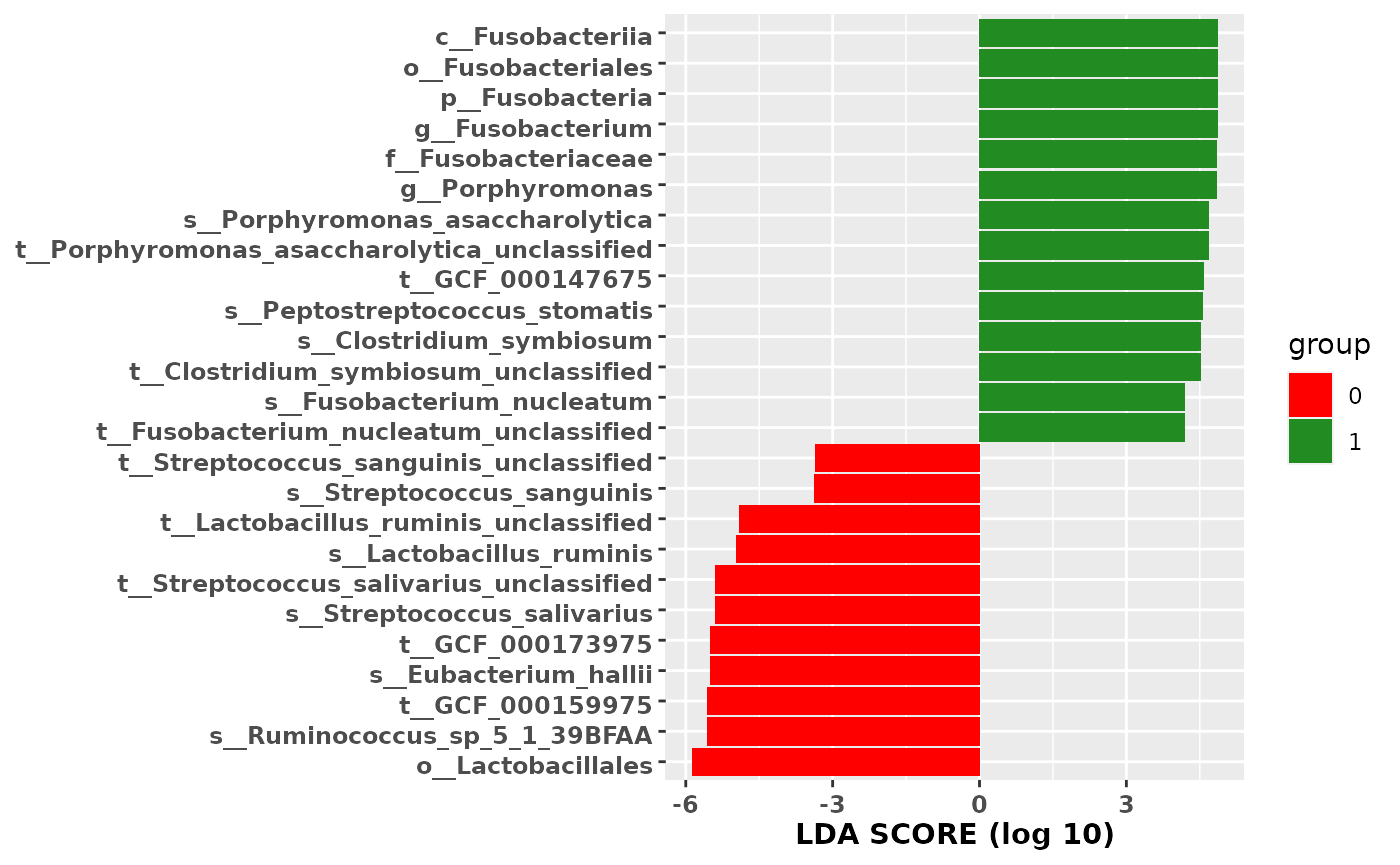 c__Fusobacteriia
o__Fusobacteriales
p__Fusobacteria
g__Fusobacterium
f__Fusobacteriaceae
g__Porphyromonas
s__Porphyromonas_asaccharolytica
t__Porphyromonas_asaccharolytica_unclassified
t__GCF_000147675
s__Peptostreptococcus_stomatis
s__Clostridium_symbiosum
t__Clostridium_symbiosum_unclassified
s__Fusobacterium_nucleatum
t__Fusobacterium_nucleatum_unclassified
t__Streptococcus_sanguinis_unclassified
s__Streptococcus_sanguinis
t__Lactobacillus_ruminis_unclassified
s__Lactobacillus_ruminis
t__Streptococcus_salivarius_unclassified
s__Streptococcus_salivarius
t__GCF_000173975
s__Eubacterium_hallii
t__GCF_000159975
s__Ruminococcus_sp_5_1_39BFAA
o__Lactobacillales
-6 -3 0 3
LDA SCORE (log 10)
group
0
1